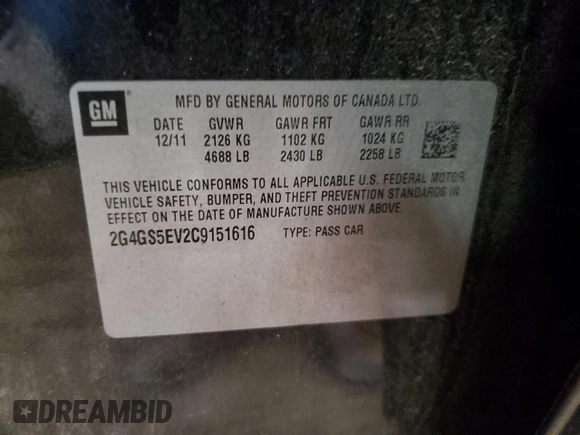 GM
MFD BY GENERAL MOTORS OF CANADA LTD.
DATE GVWR GAWR FRT GAWR RR
12/11 2126 KG 1102 KG 1024 KG
4688 LB 2430 LB 2258 LB
THIS VEHICLE CONFORMS TO ALL APPLICABLE U.S. FEDERAL MOTOR
VEHICLE SAFETY, BUMPER, AND THEFT PREVENTION STANDARDS IN
EFFECT ON THE DATE OF MANUFACTURE SHOWN ABOVE.
2G4GS5EV2C9151616 TYPE: PASS CAR
DREAMBID